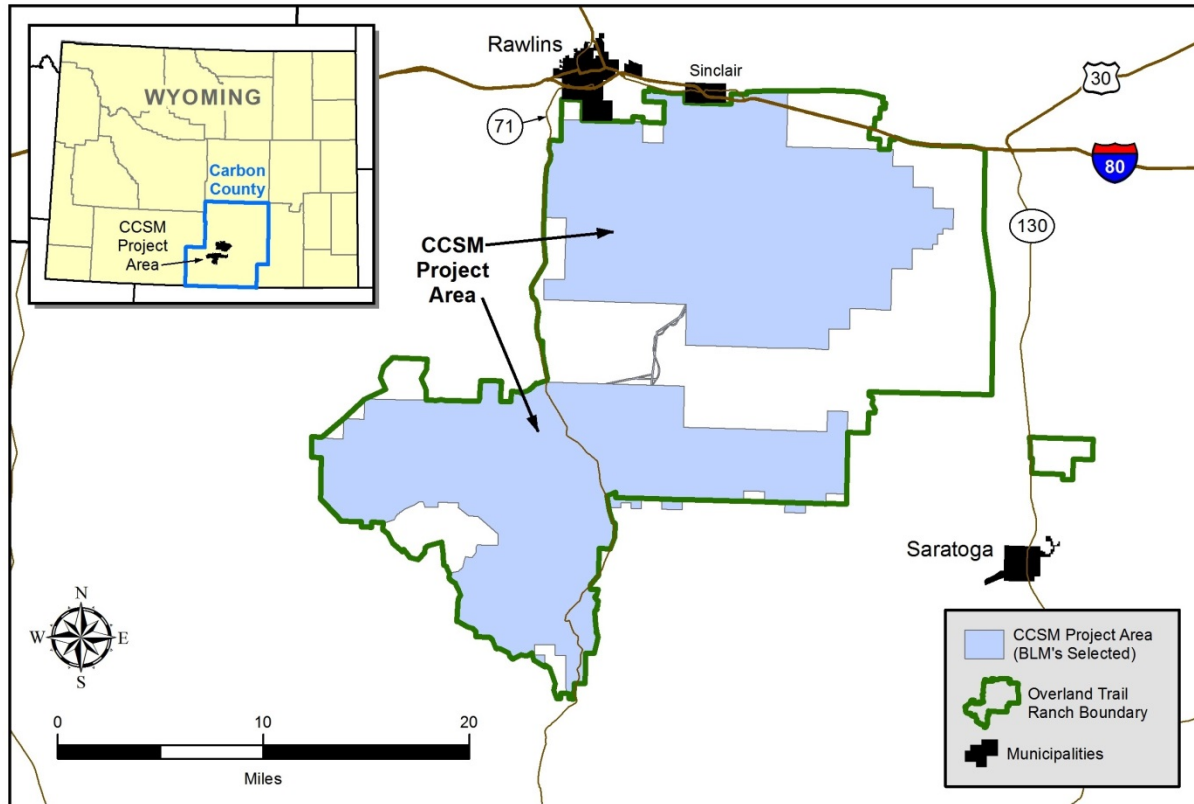 WYOMING
Carbon
County
CCSM
Project
Area
Rawlins
Sinclair
71
30
80
130
CCSM
Project
Area
Saratoga
N
W
E
S
0
10
20
Miles
CCSM Project Area
(BLM's Selected)
Overland Trail
Ranch Boundary
Municipalities